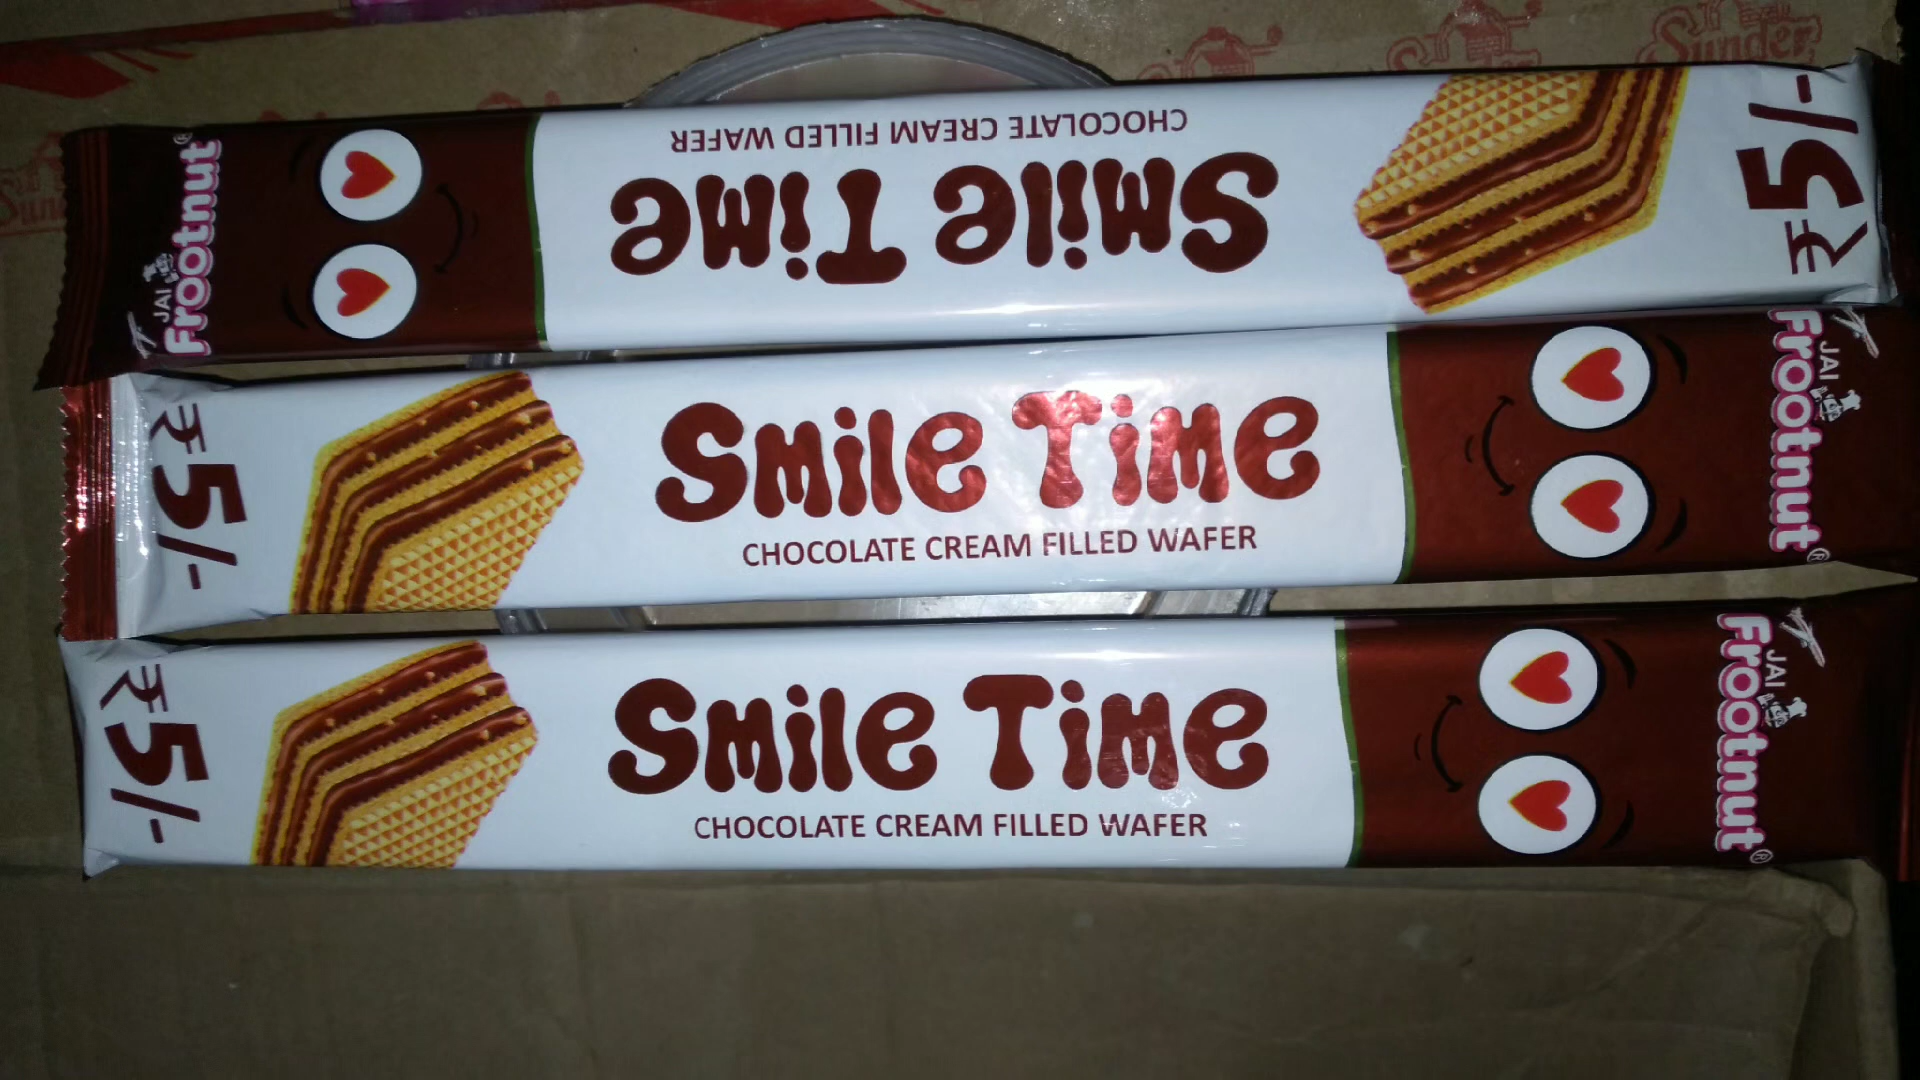 Sunder
JAI
Frootnut®
CHOCOLATE CREAM FILLED WAFER
Smile Time
₹5/-
₹5/-
Smile Time
CHOCOLATE CREAM FILLED WAFER
JAI
Frootnut®
₹5/-
Smile Time
CHOCOLATE CREAM FILLED WAFER
JAI
Frootnut®